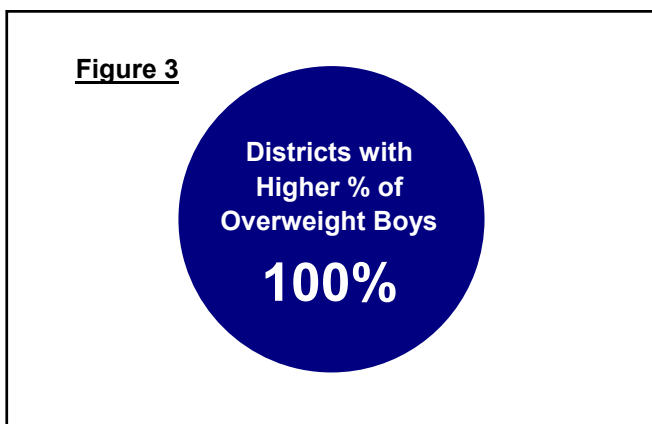 Figure 3
Districts with
Higher % of
Overweight Boys
100%